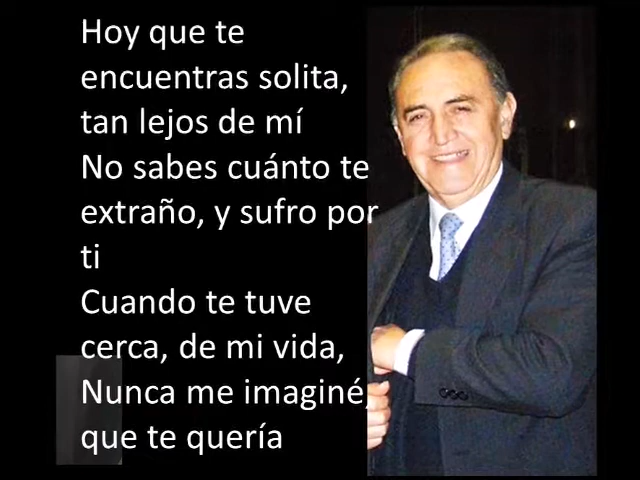 Hoy que te
encuentras solita,
tan lejos de mí
No sabes cuánto te
extraño, y sufro por
ti
Cuando te tuve
cerca, de mi vida,
Nunca me imaginé,
que te quería